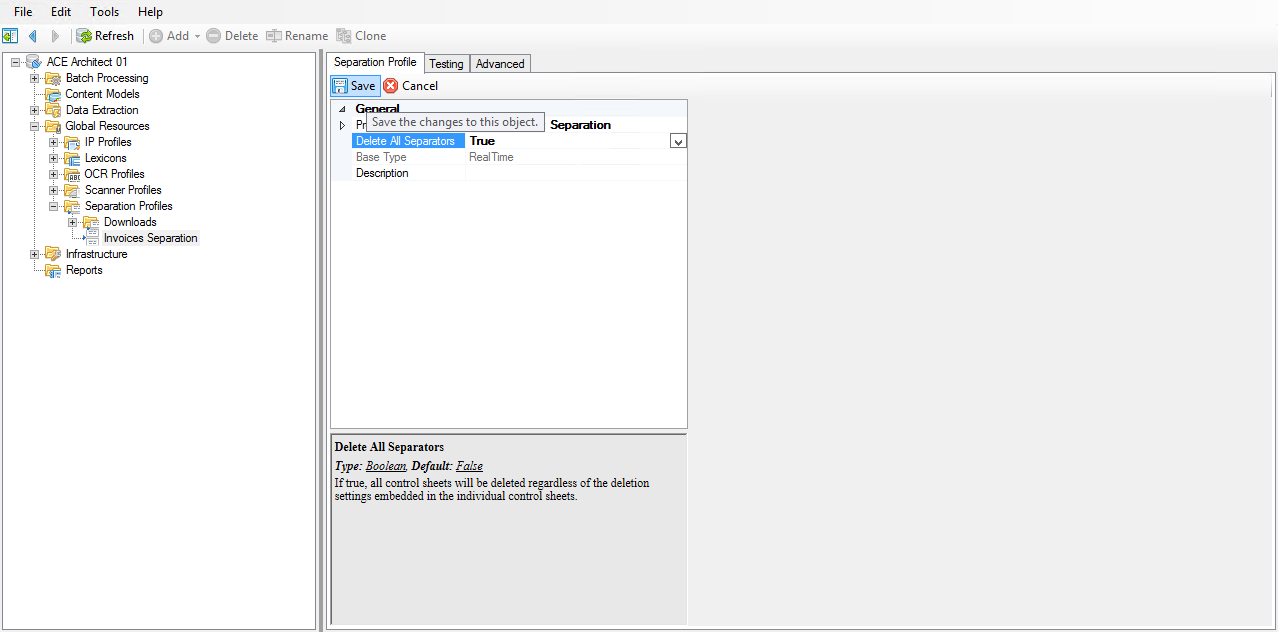 File Edit Tools Help
Refresh Add Delete Rename Clone
ACE Architect 01
Batch Processing
Content Models
Data Extraction
Global Resources
IP Profiles
Lexicons
OCR Profiles
Scanner Profiles
Separation Profiles
Downloads
Invoices Separation
Infrastructure
Reports
Separation Profile Testing Advanced
Save Cancel
General
Save the changes to this object.
Separation
Delete All Separators True
Base Type RealTime
Description
Delete All Separators
Type: Boolean, Default: False
If true, all control sheets will be deleted regardless of the deletion
settings embedded in the individual control sheets.